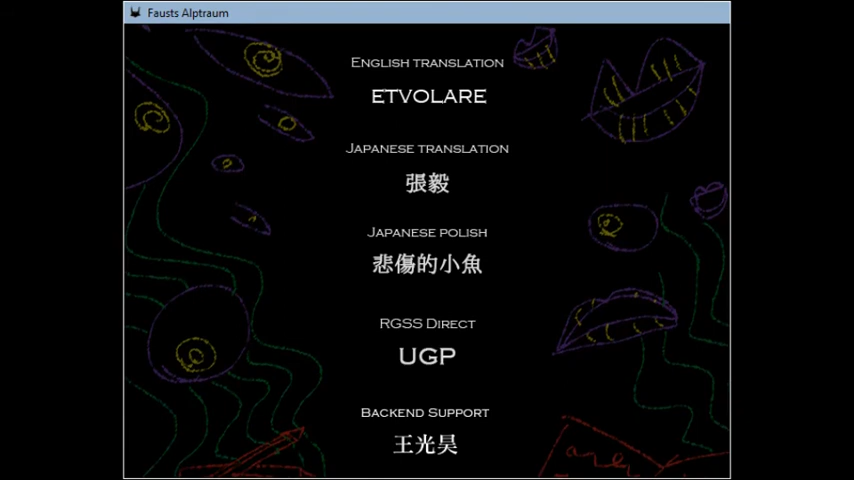 Fausts Alptraum
English translation
ETVOLARE
Japanese translation
張毅
Japanese polish
悲傷的小魚
RGSS Direct
UGP
Backend Support
王光昊